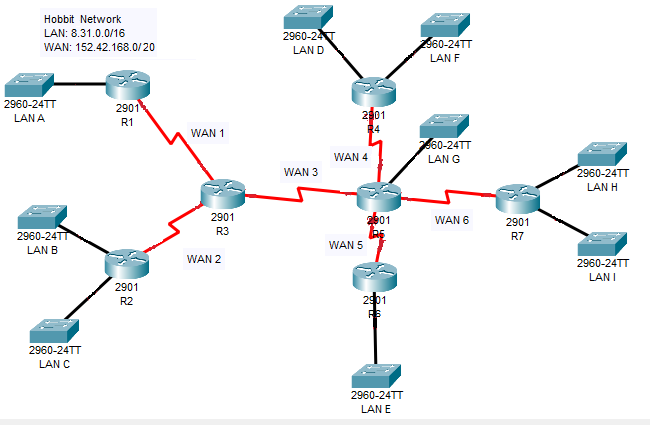 Hobbit Network
LAN: 8.31.0.0/16
WAN: 152.42.168.0/20
2960-24TT
LAN D
2960-24TT
LAN F
2960-24TT
LAN A
2901
R1
2901
R4
WAN 1
2960-24TT
LAN G
WAN 4
WAN 3
2960-24TT
LAN H
2901
R3
2901
R5
WAN 6
2901
R7
2960-24TT
LAN B
WAN 2
WAN 5
2960-24TT
LAN I
2901
R2
2901
R6
2960-24TT
LAN C
2960-24TT
LAN E